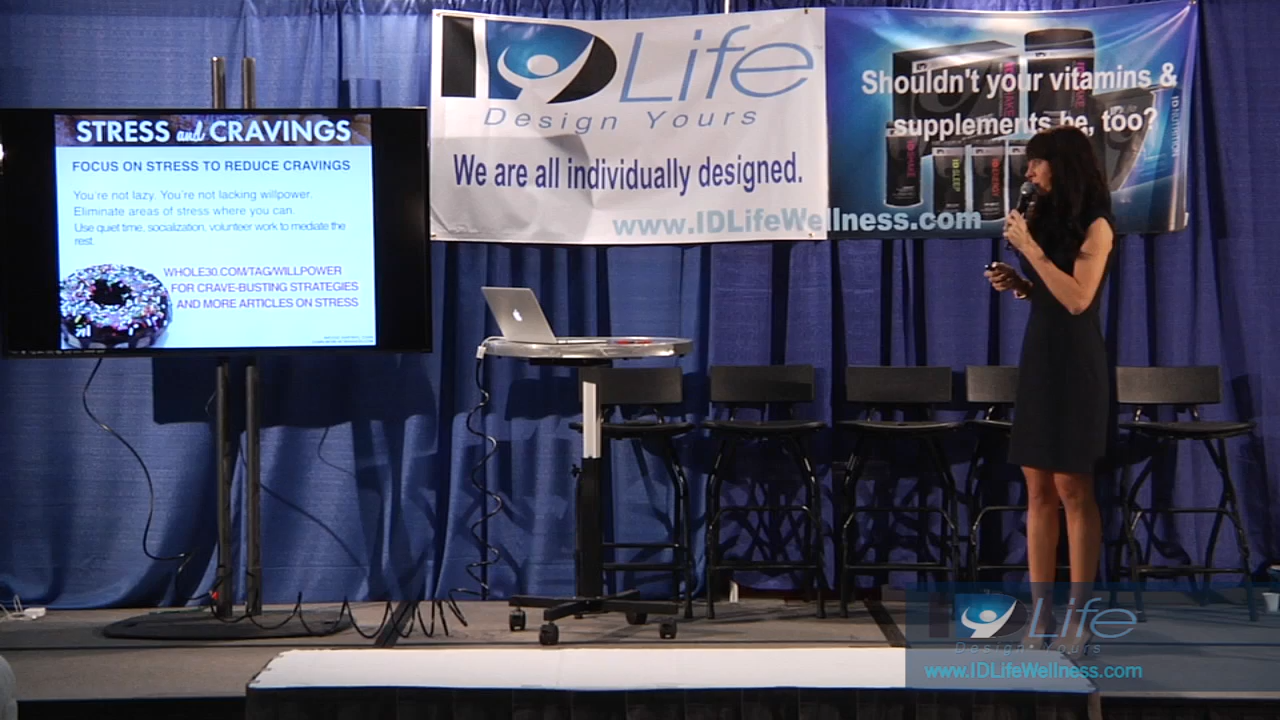 STRESS and CRAVINGS
FOCUS ON STRESS TO REDUCE CRAVINGS
You're not lazy. You're not lacking willpower.
Eliminate areas of stress where you can.
Use quiet time, socialization, volunteer work to mediate the
rest.
WHOLE30.COM/TAG/WILLPOWER
FOR CRAVE-BUSTING STRATEGIES
AND MORE ARTICLES ON STRESS
IDLife
Design Yours
We are all individually designed.
www.IDLifeWellness.com
Shouldn't your vitamins &
supplements be, too?
ID NUTRITION
IDLife
Design Yours
www.IDLifeWellness.com